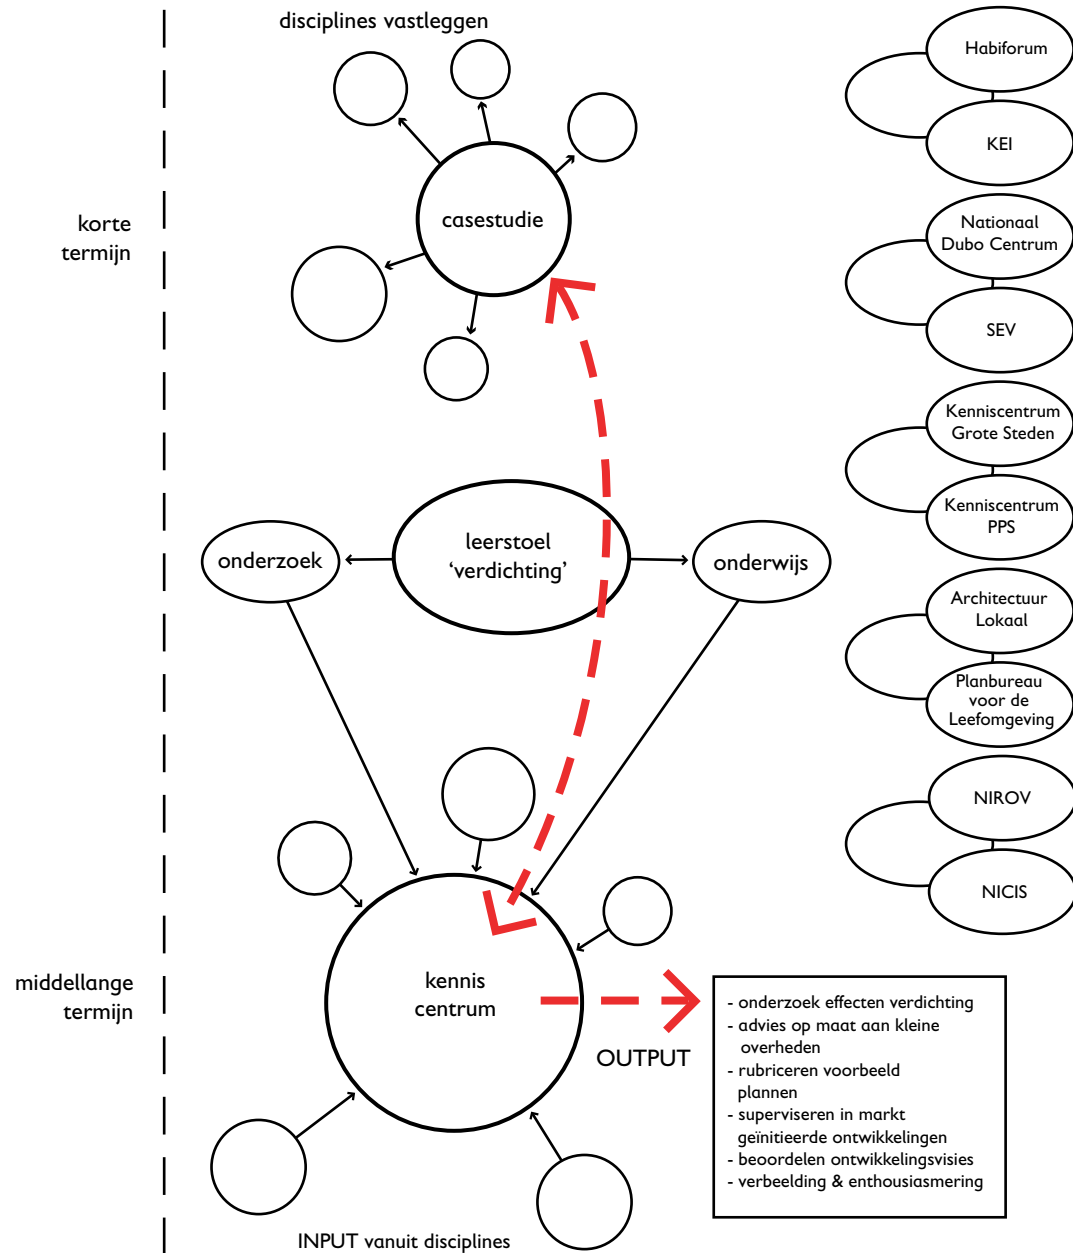 disciplines vastleggen
korte
termijn
casestudie
onderzoek
leerstoel
‘verdichting’
onderwijs
middellange
termijn
kennis
centrum
OUTPUT
- onderzoek effecten verdichting
- advies op maat aan kleine
overheden
- rubriceren voorbeeld
plannen
- superviseren in markt
geïnitieerde ontwikkelingen
- beoordelen ontwikkelingsvisies
- verbeelding & enthousiasmering
INPUT vanuit disciplines
Habiforum
KEI
Nationaal
Dubo Centrum
SEV
Kenniscentrum
Grote Steden
Kenniscentrum
PPS
Architectuur
Lokaal
Planbureau
voor de
Leefomgeving
NIROV
NICIS